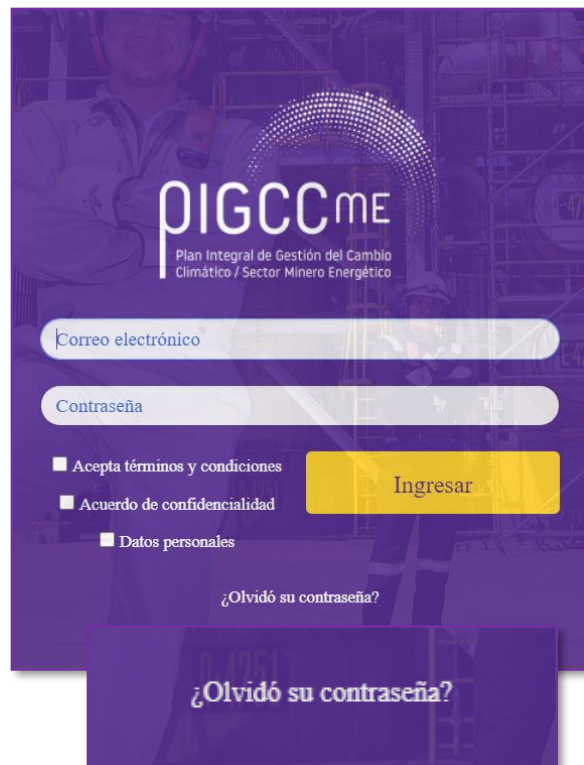 PIGCCME
Plan Integral de Gestión del Cambio
Climático / Sector Minero Energético
Correo electrónico
Contraseña
Acepta términos y condiciones
Ingresar
Acuerdo de confidencialidad
Datos personales
¿Olvidó su contraseña?
¿Olvidó su contraseña?